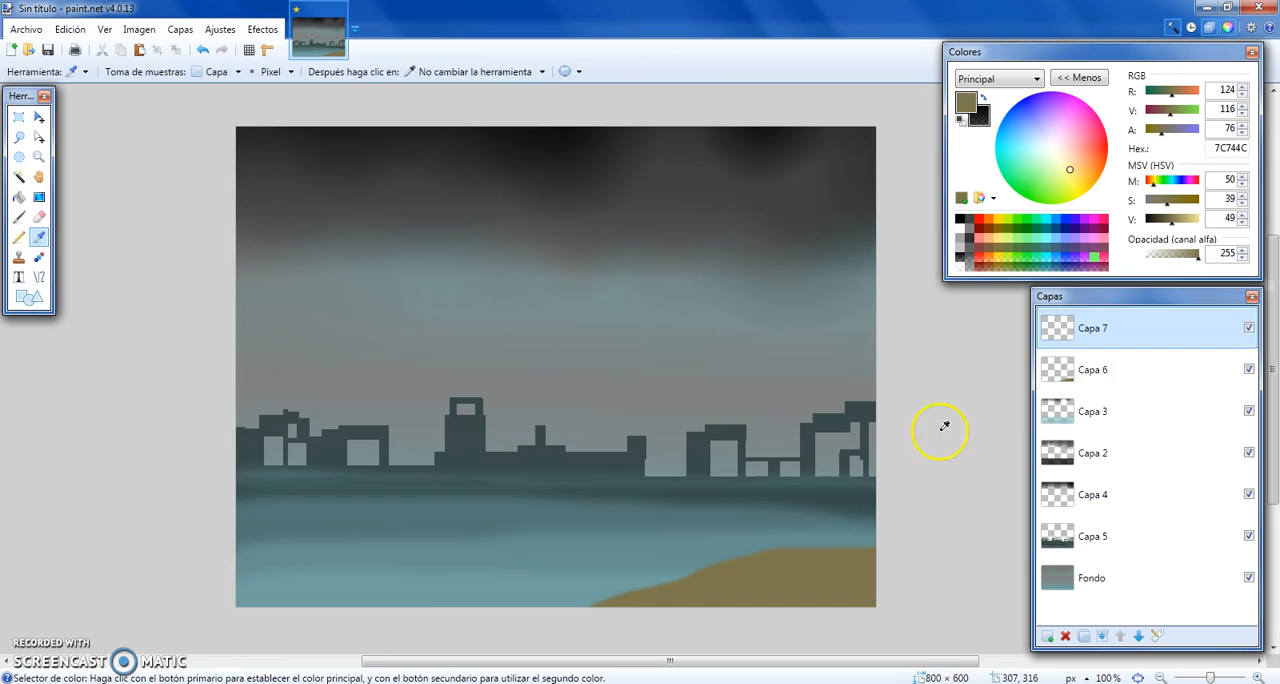 Sin título - paint.net v4.0.13
Archivo Edición Ver Imagen Capas Ajustes Efectos
Herramienta: Toma de muestras: Capa Píxel Después haga clic en: No cambiar la herramienta
Herr...
Colores
Principal
<< Menos
RGB
R: 124
V: 116
A: 76
Hex.: 7C744C
MSV (HSV)
M: 50
S: 39
V: 49
Opacidad (canal alfa)
255
Capas
Capa 7
Capa 6
Capa 3
Capa 2
Capa 4
Capa 5
Fondo
RECORDED WITH
SCREENCAST MATIC
Selector de color: Haga clic con el botón primario para establecer el color principal, y con el botón secundario para utilizar el segundo color.
800 × 600
307, 316
px
100%